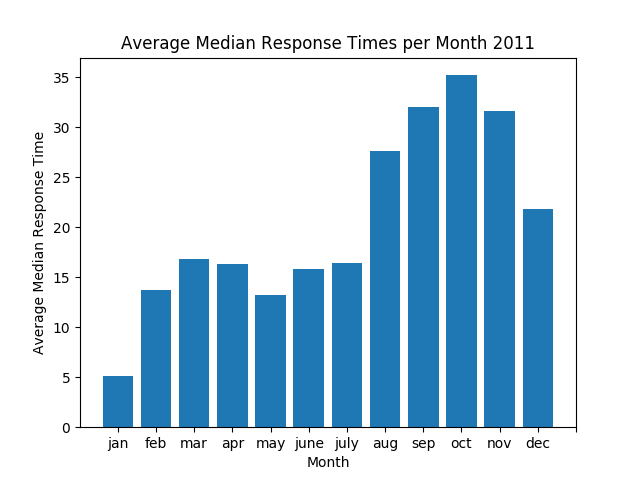 Average Median Response Times per Month 2011
Average Median Response Time
35
30
25
20
15
10
5
0
jan feb mar apr may june july aug sep oct nov dec
Month